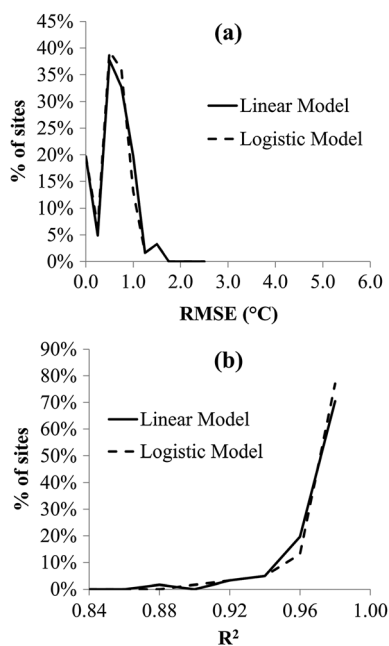 (a)
45%
40%
35%
30%
25%
20%
15%
10%
5%
0%
% of sites
Linear Model
Logistic Model
0.0 1.0 2.0 3.0 4.0 5.0 6.0
RMSE (°C)
(b)
90%
80%
70%
60%
50%
40%
30%
20%
10%
0%
% of sites
Linear Model
Logistic Model
0.84 0.88 0.92 0.96 1.00
R²